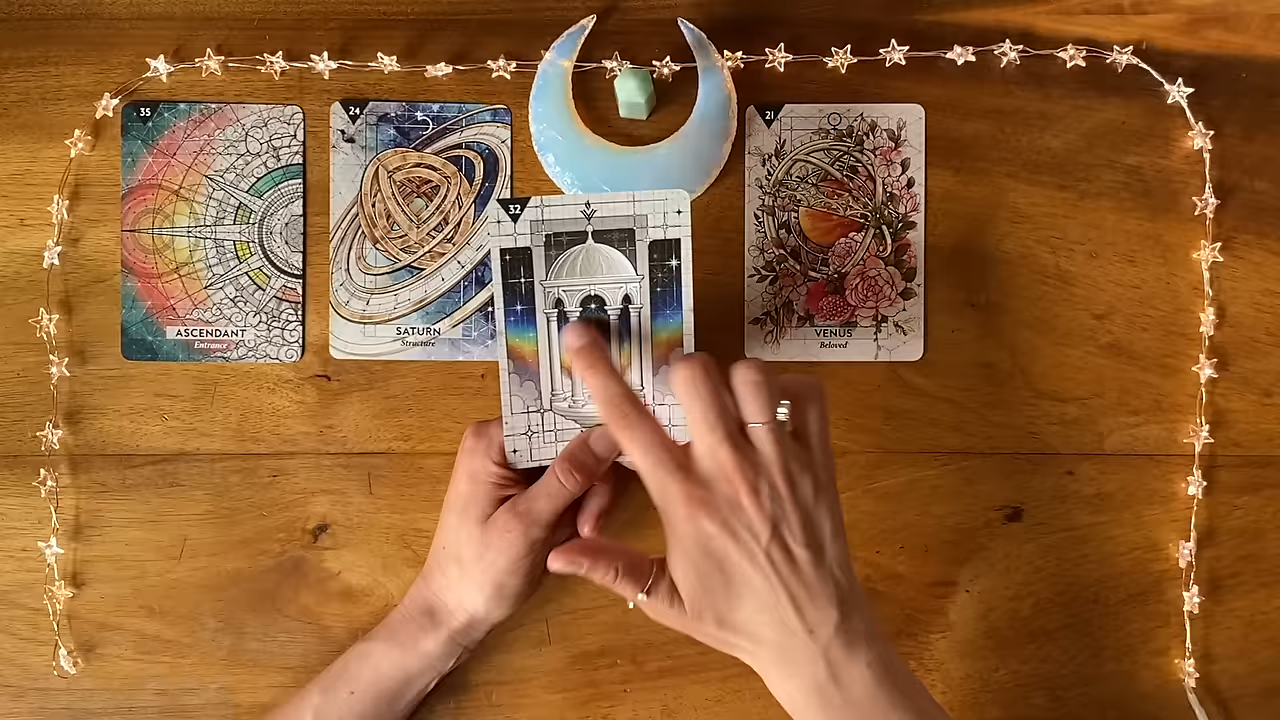 35
ASCENDANT
Entrance
24
SATURN
Structure
32
21
VENUS
Beloved